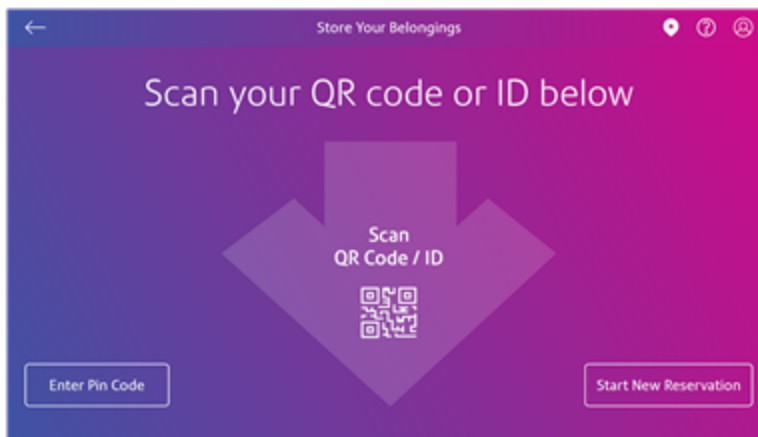 Store Your Belongings
Scan your QR code or ID below
Scan
QR Code / ID
Enter Pin Code
Start New Reservation